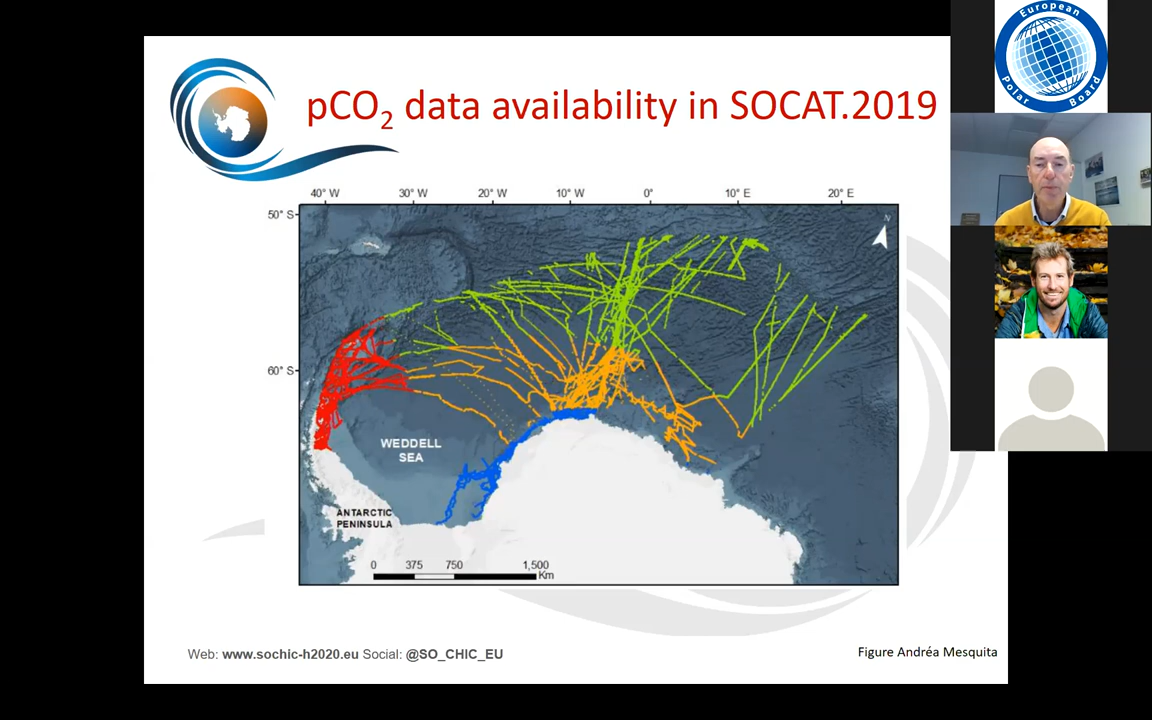 pCO2 data availability in SOCAT.2019
40° W 30° W 20° W 10° W 0° 10° E 20° E
50° S
N
60° S
WEDDELL
SEA
ANTARCTIC
PENINSULA
0 375 750 1,500
Km
Web: www.sochic-h2020.eu Social: @SO_CHIC_EU
Figure Andréa Mesquita
European
Polar Board